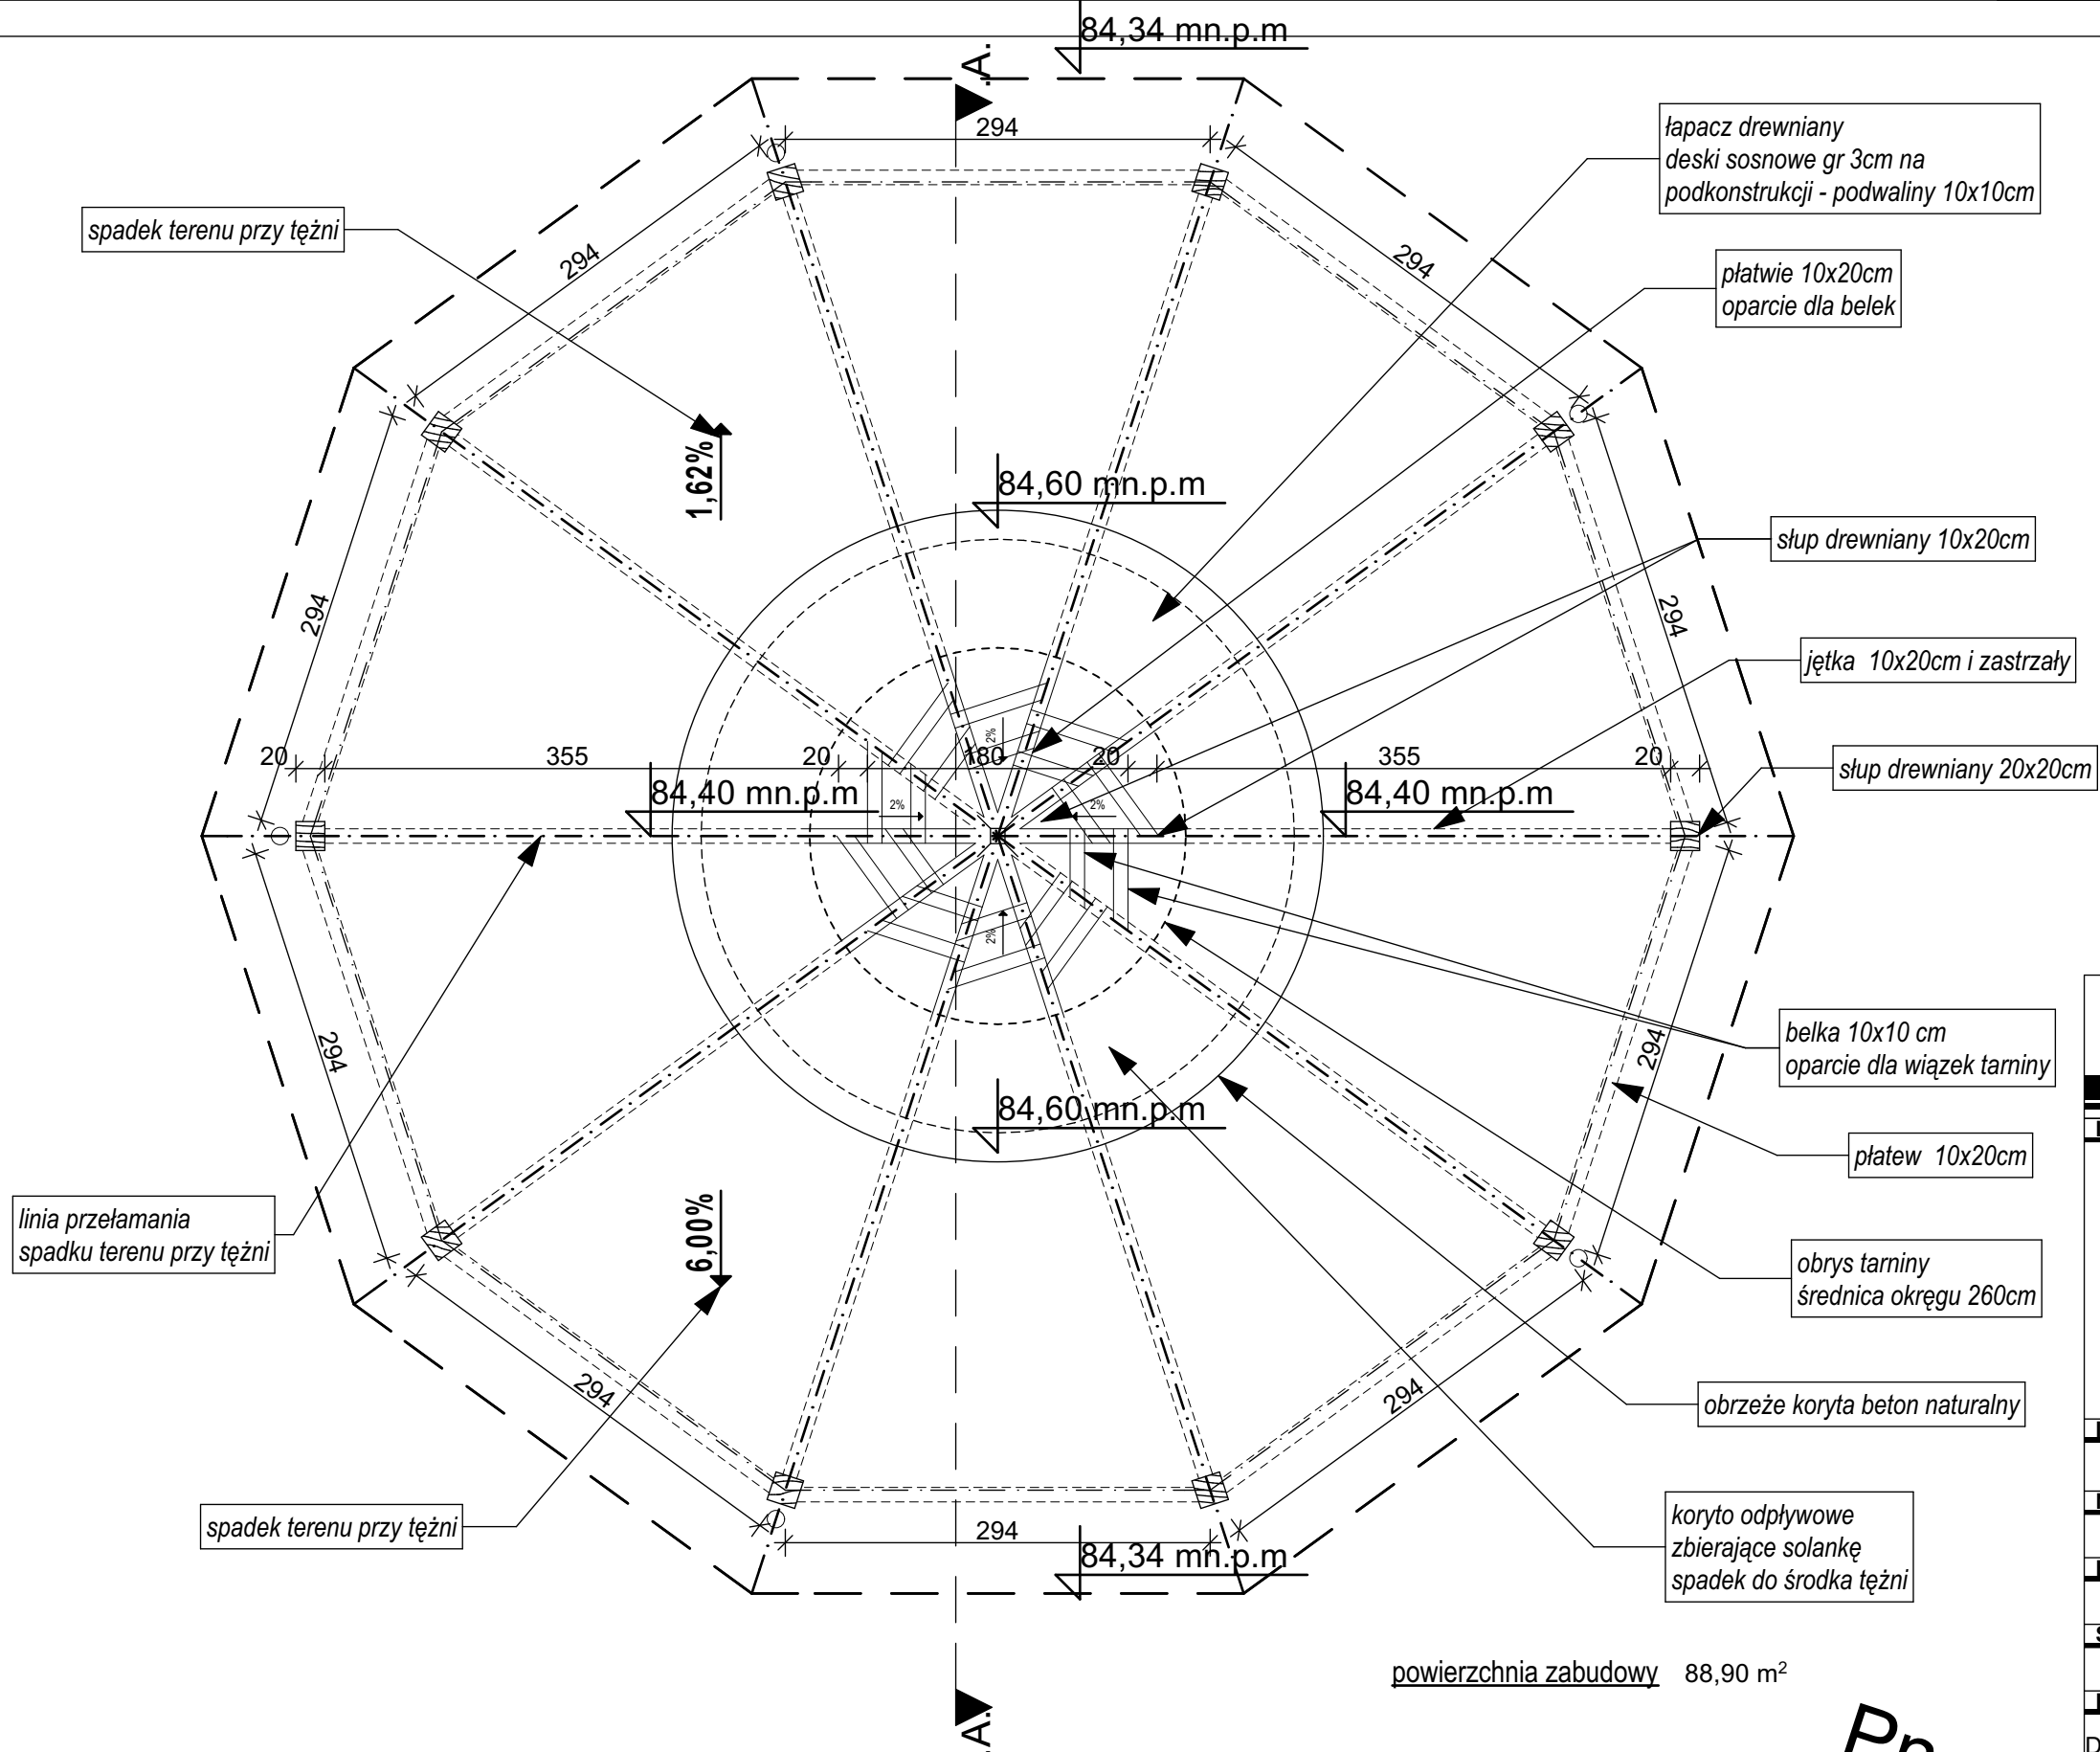 84,34 mn.p.m
A.
294
łapacz drewniany
deski sosnowe gr 3cm na
podkonstrukcji - podwaliny 10x10cm
spadek terenu przy tężni
294
294
płatwie 10x20cm
oparcie dla belek
1,62%
84,60 mn.p.m
słup drewniany 10x20cm
294
294
jętka 10x20cm i zastrzały
20
355
20
180
20
355
20
słup drewniany 20x20cm
84,40 mn.p.m
84,40 mn.p.m
2%
2%
2%
2%
294
294
belka 10x10 cm
oparcie dla wiązek tarniny
84,60 mn.p.m
płatew 10x20cm
linia przełamania
spadku terenu przy tężni
6,00%
obrys tarniny
średnica okręgu 260cm
294
294
obrzeże koryta beton naturalny
spadek terenu przy tężni
294
84,34 mn.p.m
koryto odpływowe
zbierające solankę
spadek do środka tężni
powierzchnia zabudowy 88,90 m²
A.